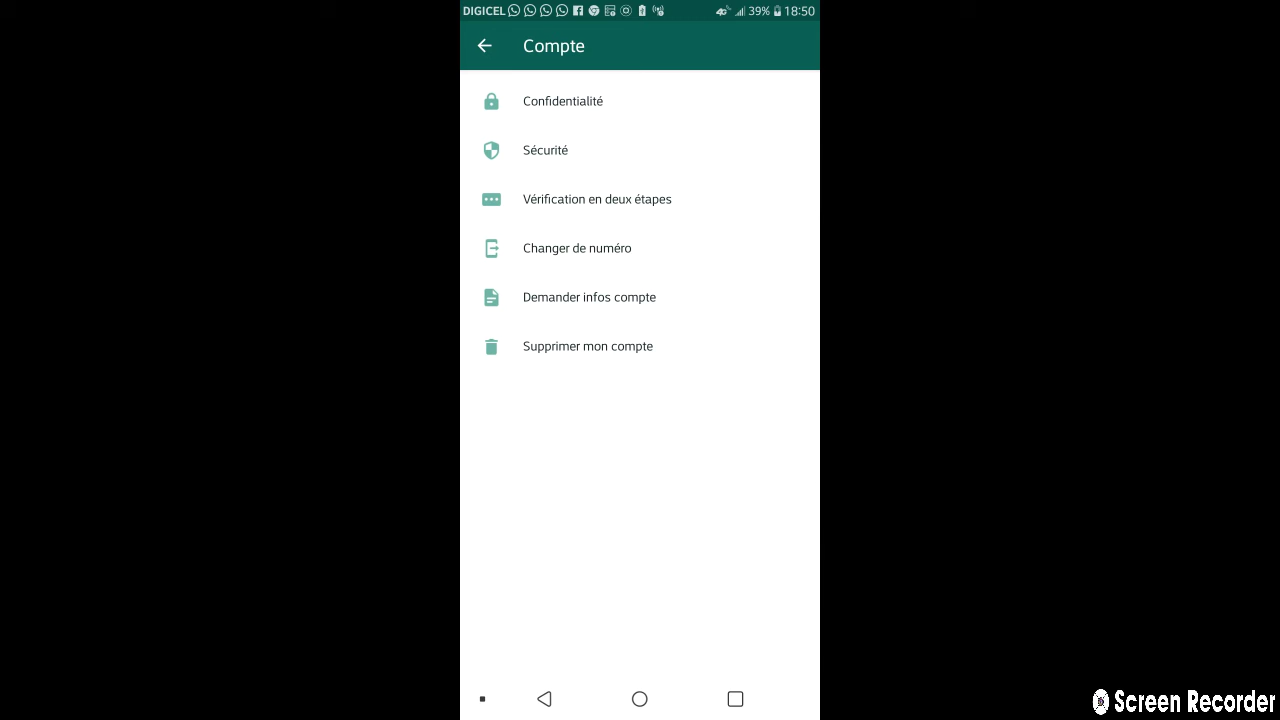 DIGICEL 4G 39% 18:50
Compte
Confidentialité
Sécurité
Vérification en deux étapes
Changer de numéro
Demander infos compte
Supprimer mon compte
Screen Recorder